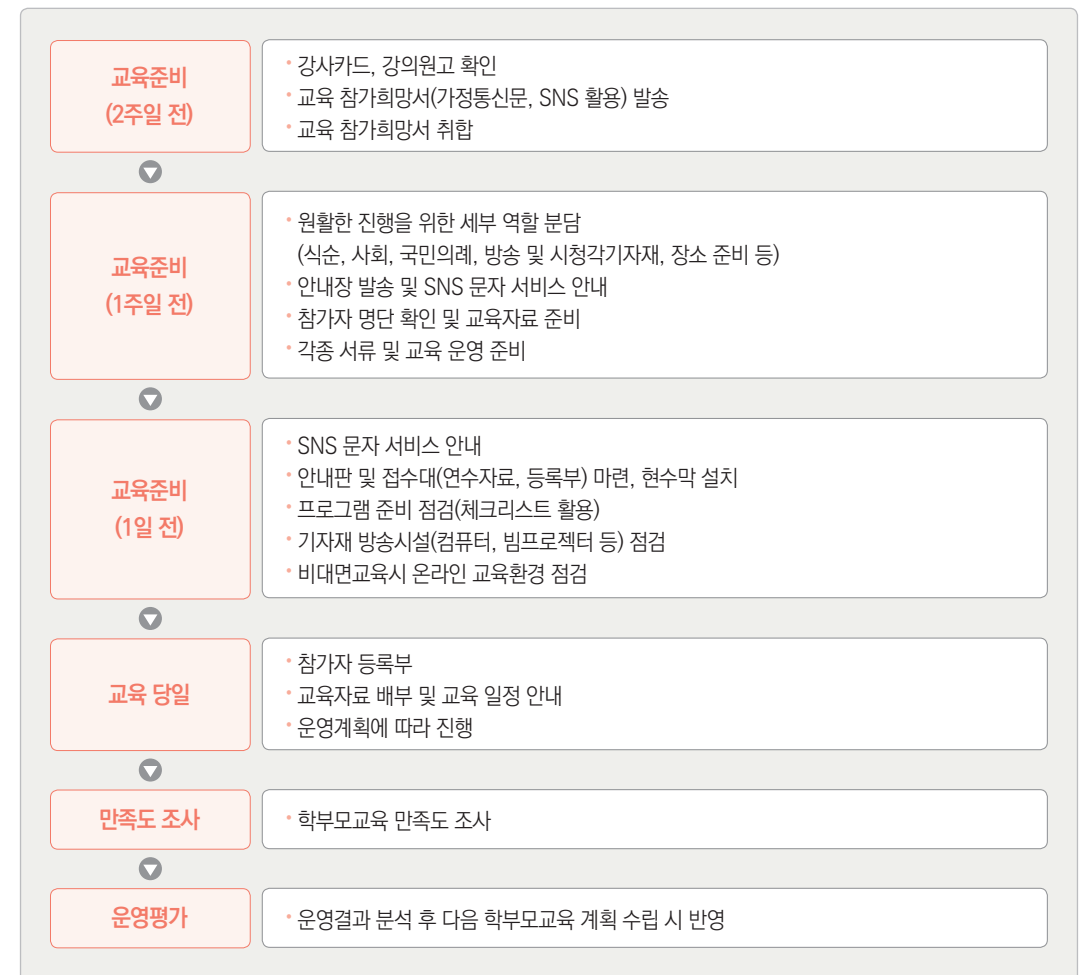 교육준비
(2주일 전)
• 강사카드, 강의원고 확인
• 교육 참가희망서(가정통신문, SNS 활용) 발송
• 교육 참가희망서 취합
교육준비
(1주일 전)
• 원활한 진행을 위한 세부 역할 분담
(식순, 사회, 국민의례, 방송 및 시청각기자재, 장소 준비 등)
• 안내장 발송 및 SNS 문자 서비스 안내
• 참가자 명단 확인 및 교육자료 준비
• 각종 서류 및 교육 운영 준비
교육준비
(1일 전)
• SNS 문자 서비스 안내
• 안내판 및 접수대(연수자료, 등록부) 마련, 현수막 설치
• 프로그램 준비 점검(체크리스트 활용)
• 기자재 방송시설(컴퓨터, 빔프로젝터 등) 점검
• 비대면교육시 온라인 교육환경 점검
교육 당일
• 참가자 등록부
• 교육자료 배부 및 교육 일정 안내
• 운영계획에 따라 진행
만족도 조사
• 학부모교육 만족도 조사
운영평가
• 운영결과 분석 후 다음 학부모교육 계획 수립 시 반영